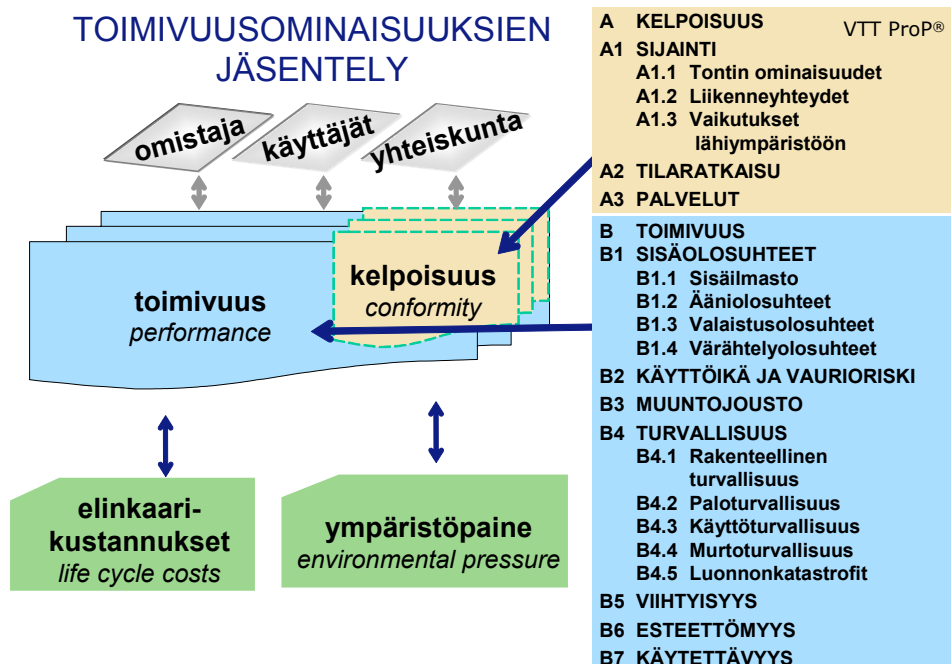 TOIMIVUUSOMINAISUUKSIEN
JÄSENTELY
omistaja
käyttäjät
yhteiskunta
toimivuus
performance
kelpoisuus
conformity
elinkaari-
kustannukset
life cycle costs
ympäristöpaine
environmental pressure
VTT ProP®
A KELPOISUUS
A1 SIJAINTI
A1.1 Tontin ominaisuudet
A1.2 Liikenneyhteydet
A1.3 Vaikutukset
lähiympäristöön
A2 TILARATKAISU
A3 PALVELUT
B TOIMIVUUS
B1 SISÄOLOSUHTEET
B1.1 Sisäilmasto
B1.2 Ääniolosuhteet
B1.3 Valaistusolosuhteet
B1.4 Värähtelyolosuhteet
B2 KÄYTTÖIKÄ JA VAURIORISKI
B3 MUUNTOJOUSTO
B4 TURVALLISUUS
B4.1 Rakenteellinen
turvallisuus
B4.2 Paloturvallisuus
B4.3 Käyttöturvallisuus
B4.4 Murtoturvallisuus
B4.5 Luonnonkatastrofit
B5 VIIHTYISYYS
B6 ESTEETTÖMYYS
B7 KÄYTETTÄVYYS